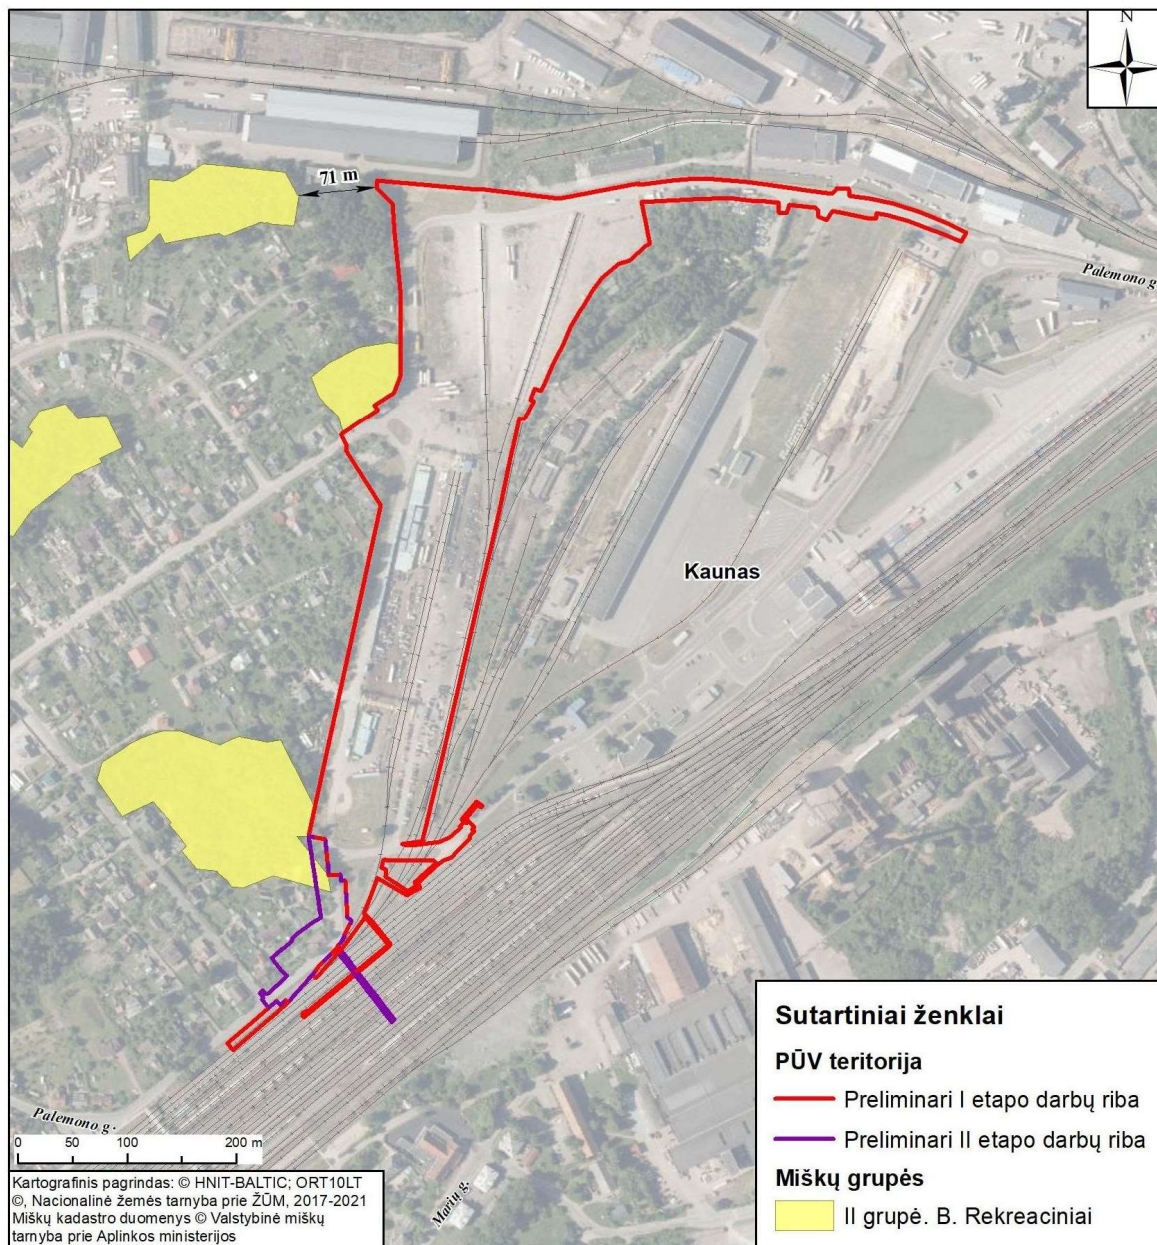 N
71 m
Palemono g.
Kaunas
Sutartiniai ženklai
PŪV teritorija
Preliminari I etapo darbų riba
Preliminari II etapo darbų riba
Miškų grupės
II grupė. B. Rekreaciniai
Palemono g.
0 50 100 200 m
Marių g.
Kartografinis pagrindas: © HNIT-BALTIC; ORT10LT
©, Nacionalinė žemės tarnyba prie ŽŪM, 2017-2021
Miškų kadastro duomenys © Valstybinė miškų
tarnyba prie Aplinkos ministerijos